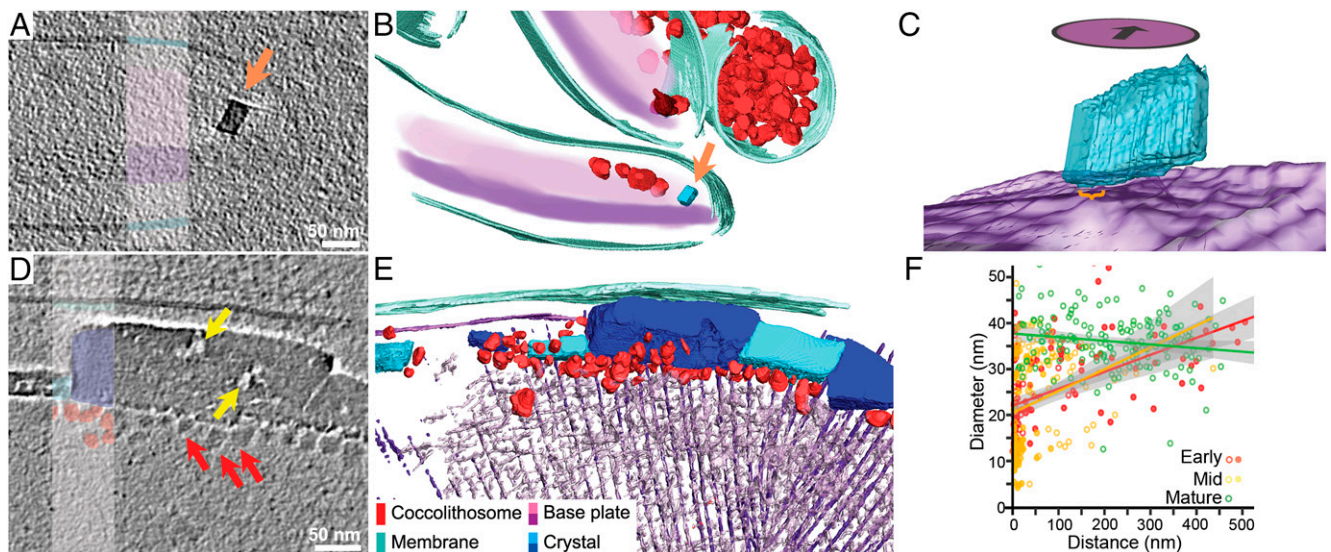 A
50 nm
B
C
D
50 nm
E
Coccolithosome
Base plate
Membrane
Crystal
F
Diameter (nm)
50
40
30
20
10
0
Early
Mid
Mature
0
100
200
300
400
500
Distance (nm)